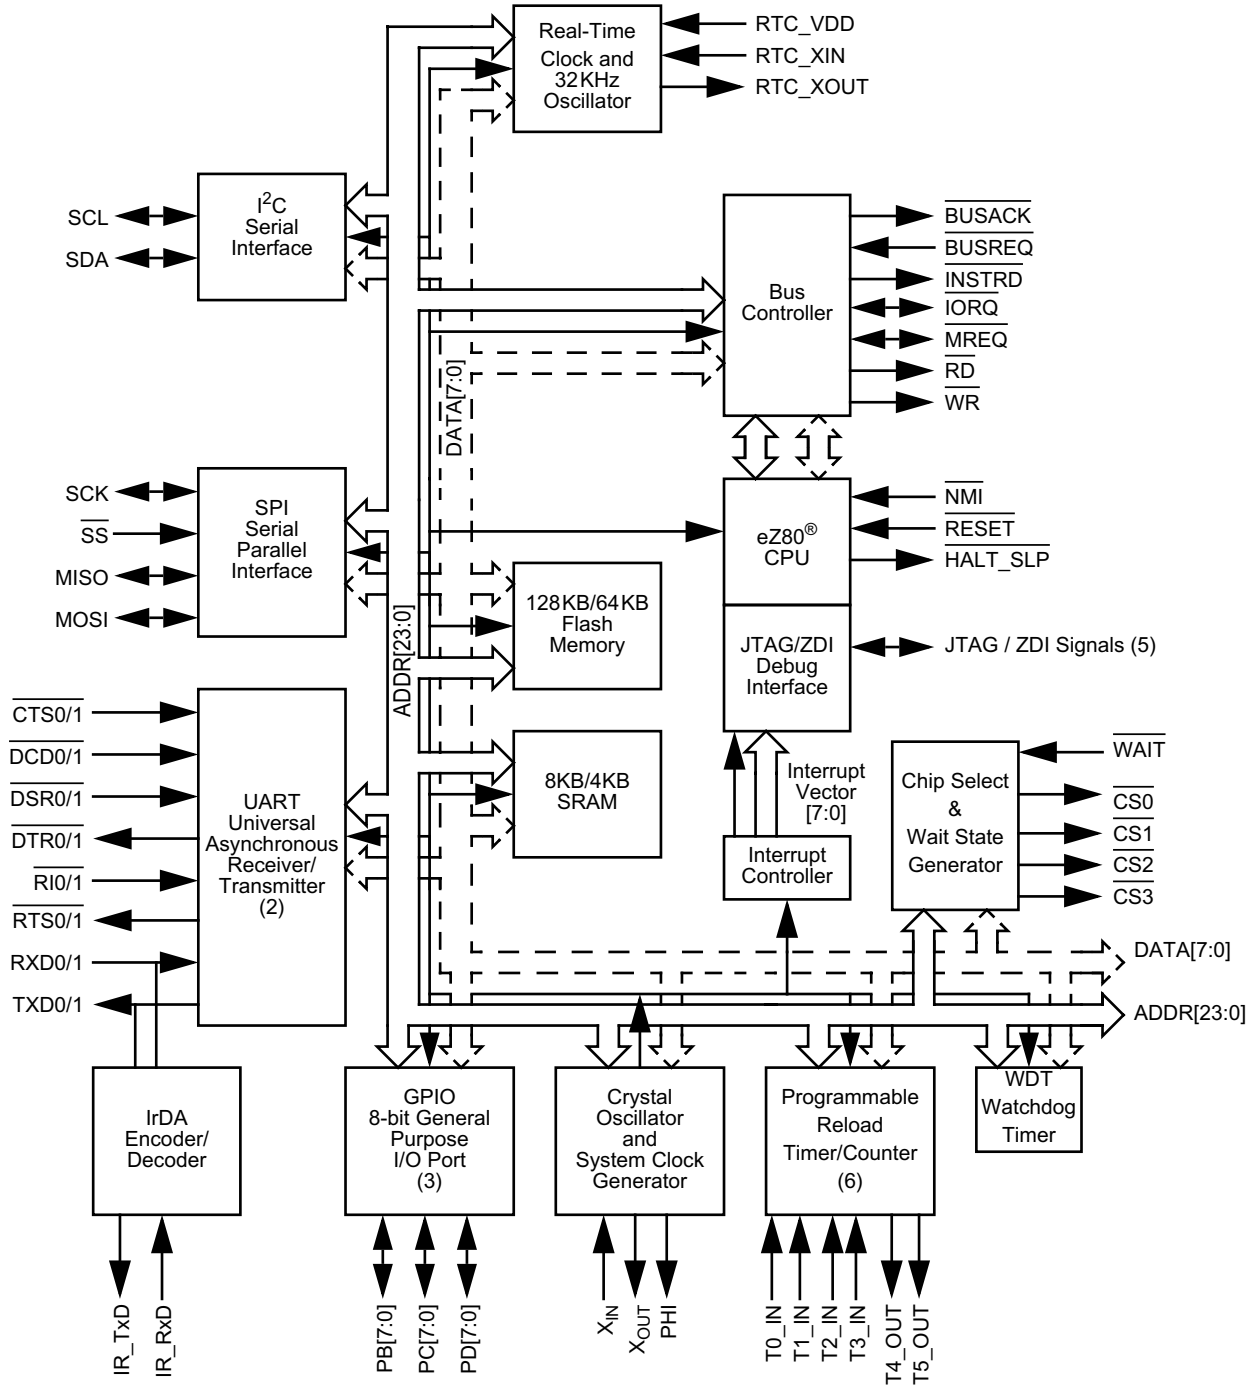 Real-Time
Clock and
32KHz
Oscillator
RTC_VDD
RTC_XIN
RTC_XOUT
I2C
Serial
Interface
SCL
SDA
Bus
Controller
BUSACK
BUSREQ
INSTRD
IORQ
MREQ
RD
WR
DATA[7:0]
SPI
Serial
Parallel
Interface
SCK
SS
MISO
MOSI
eZ80®
CPU
NMI
RESET
HALT_SLP
128KB/64KB
Flash
Memory
ADDR[23:0]
JTAG/ZDI
Debug
Interface
JTAG / ZDI Signals (5)
CTS0/1
DCD0/1
DSR0/1
DTR0/1
RI0/1
RTS0/1
RXD0/1
TXD0/1
UART
Universal
Asynchronous
Receiver/
Transmitter
(2)
8KB/4KB
SRAM
Interrupt
Vector
[7:0]
Interrupt
Controller
Chip Select
&
Wait State
Generator
WAIT
CS0
CS1
CS2
CS3
DATA[7:0]
ADDR[23:0]
IrDA
Encoder/
Decoder
GPIO
8-bit General
Purpose
I/O Port
(3)
Crystal
Oscillator
and
System Clock
Generator
Programmable
Reload
Timer/Counter
(6)
WDT
Watchdog
Timer
IR_TxD
IR_RxD
PB[7:0]
PC[7:0]
PD[7:0]
XIN
XOUT
PHI
T0_IN
T1_IN
T2_IN
T3_IN
T4_OUT
T5_OUT